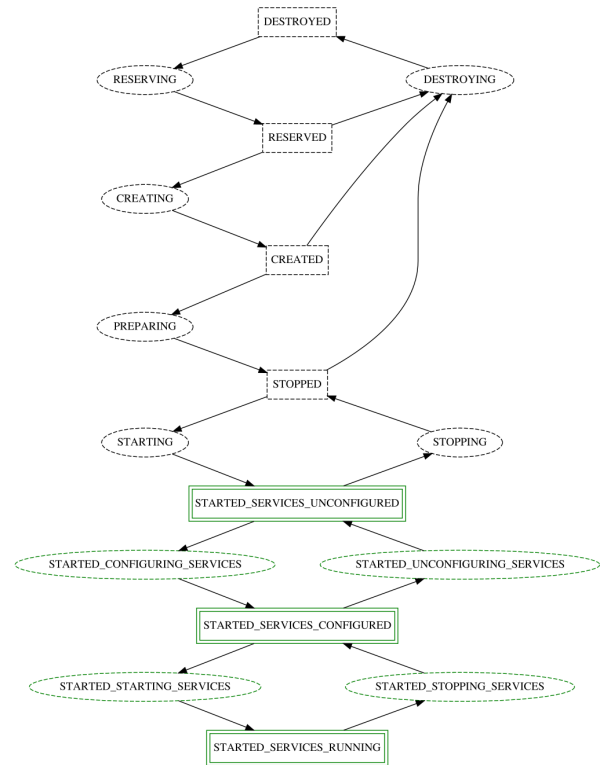 DESTROYED
RESERVING
DESTROYING
RESERVED
CREATING
CREATED
PREPARING
STOPPED
STARTING
STOPPING
STARTED_SERVICES_UNCONFIGURED
STARTED_CONFIGURING_SERVICES
STARTED_UNCONFIGURING_SERVICES
STARTED_SERVICES_CONFIGURED
STARTED_STARTING_SERVICES
STARTED_STOPPING_SERVICES
STARTED_SERVICES_RUNNING